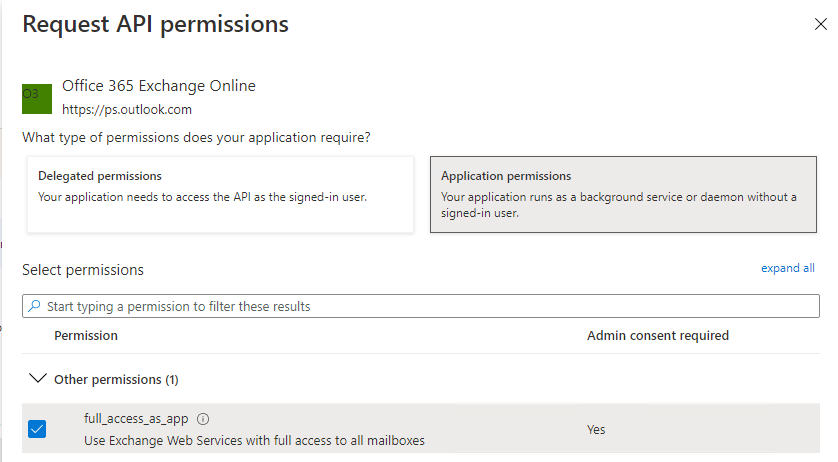 Request API permissions
O3
Office 365 Exchange Online
https://ps.outlook.com
What type of permissions does your application require?
Delegated permissions
Your application needs to access the API as the signed-in user.
Application permissions
Your application runs as a background service or daemon without a
signed-in user.
Select permissions
expand all
Start typing a permission to filter these results
Permission
Admin consent required
Other permissions (1)
full_access_as_app
Use Exchange Web Services with full access to all mailboxes
Yes